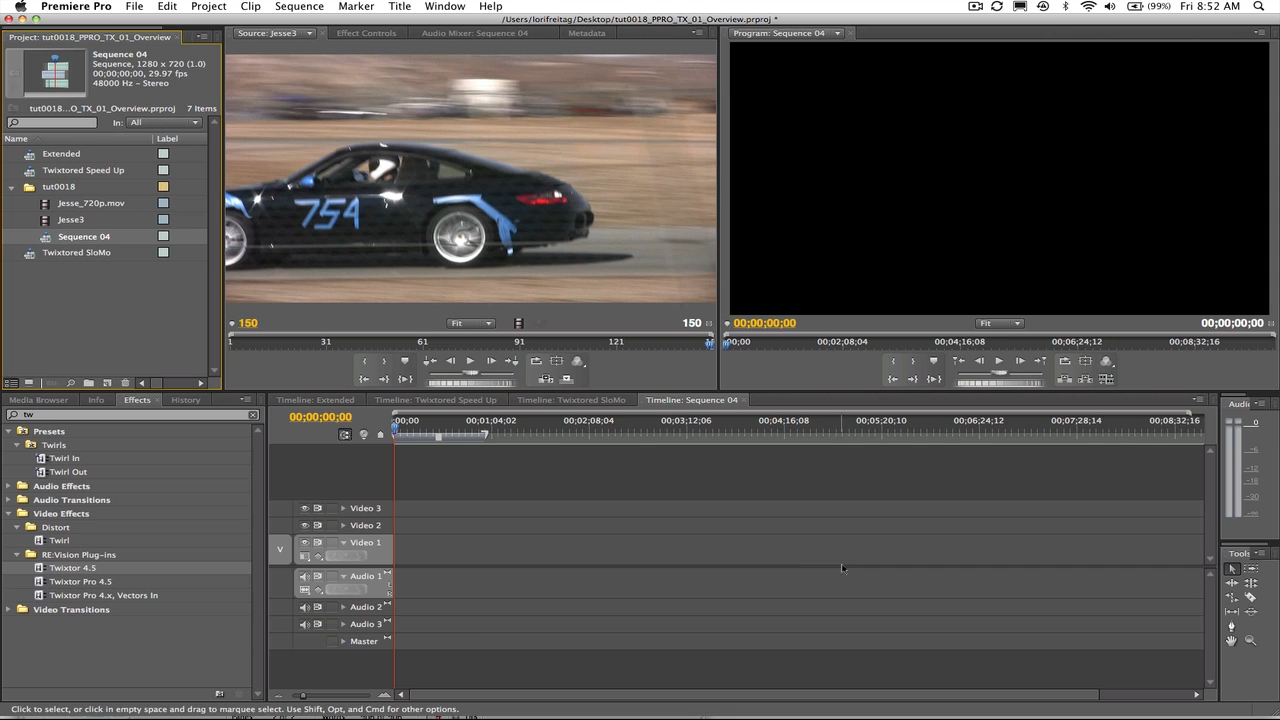 Premiere Pro File Edit Project Clip Sequence Marker Title Window Help (99%) Fri 8:52 AM
/Users/lorifreitag/Desktop/tut0018_PPRO_TX_01_Overview.prproj *
Project: tut0018_PPRO_TX_01_Overview
Sequence 04
Sequence, 1280 x 720 (1.0)
00;00;00;00, 29.97 fps
48000 Hz - Stereo
tut0018...O_TX_01_Overview.prproj 7 Items
In: All
Name Label
Extended
Twixtored Speed Up
tut0018
Jesse_720p.mov
Jesse3
Sequence 04
Twixtored SloMo
Source: Jesse3 Effect Controls Audio Mixer: Sequence 04 Metadata
754
150 Fit 150
1 31 61 91 121
Program: Sequence 04
00;00;00;00 Fit 00;00;00;00
00;00 00;02;08;04 00;04;16;08 00;06;24;12 00;08;32;16
Media Browser Info Effects History
tw
Presets
Twirls
Twirl In
Twirl Out
Audio Effects
Audio Transitions
Video Effects
Distort
Twirl
RE:Vision Plug-ins
Twixtor 4.5
Twixtor Pro 4.5
Twixtor Pro 4.x, Vectors In
Video Transitions
Timeline: Extended Timeline: Twixtored Speed Up Timeline: Twixtored SloMo Timeline: Sequence 04
00;00;00;00
00;00 00;01;04;02 00;02;08;04 00;03;12;06 00;04;16;08 00;05;20;10 00;06;24;12 00;07;28;14 00;08;32;16
Video 3
Video 2
V Video 1
Audio 1
Audio 2
Audio 3
Master
Audio
0
-6
-12
-18
-30
Tools
Click to select, or click in empty space and drag to marquee select. Use Shift, Opt, and Cmd for other options.